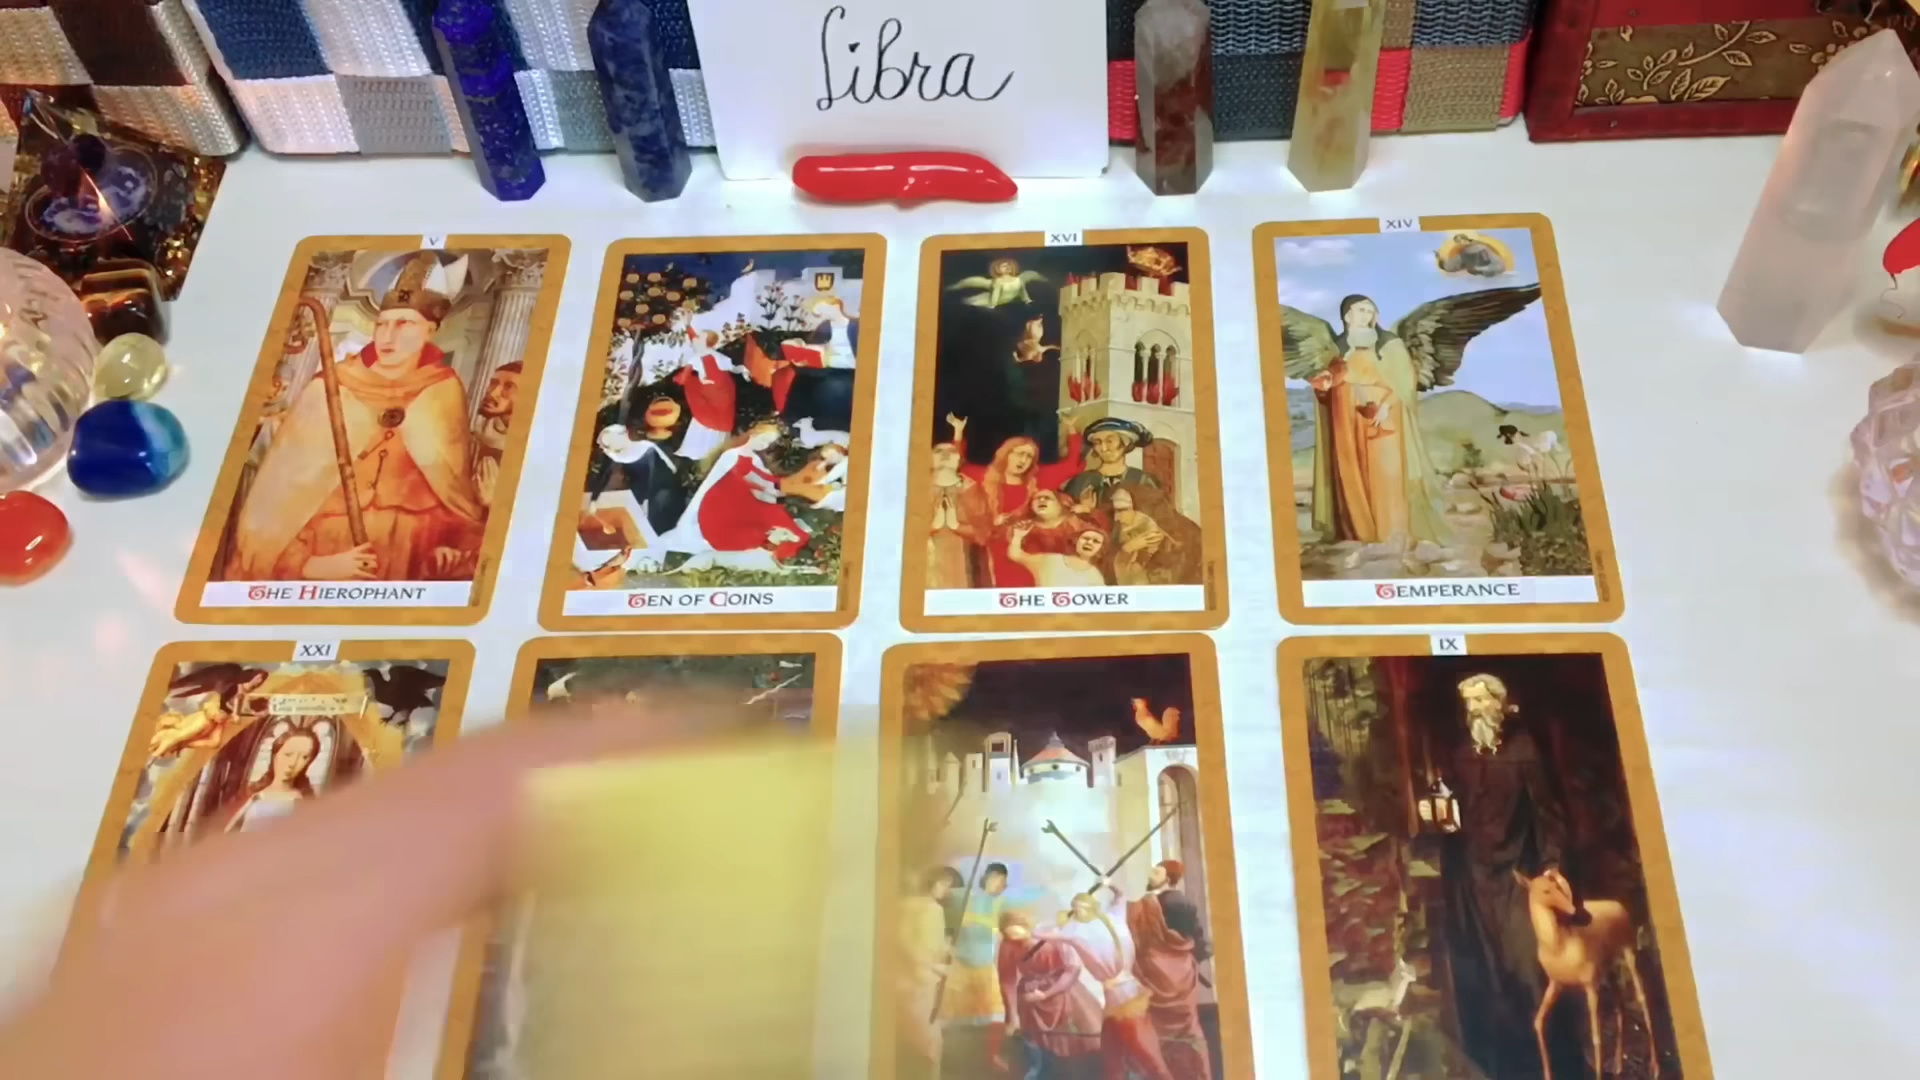 Libra
V
XVI
XIV
THE HIEROPHANT
TEN OF COINS
THE TOWER
TEMPERANCE
XXI
IX